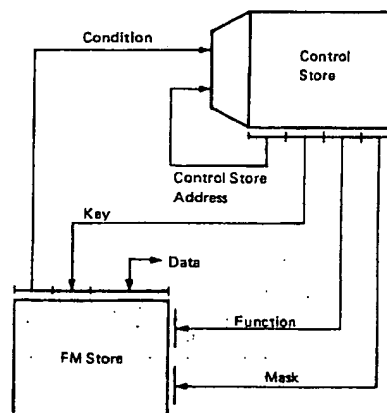 Condition
Control
Store
Control Store
Address
Key
Data
Function
FM Store
Mask